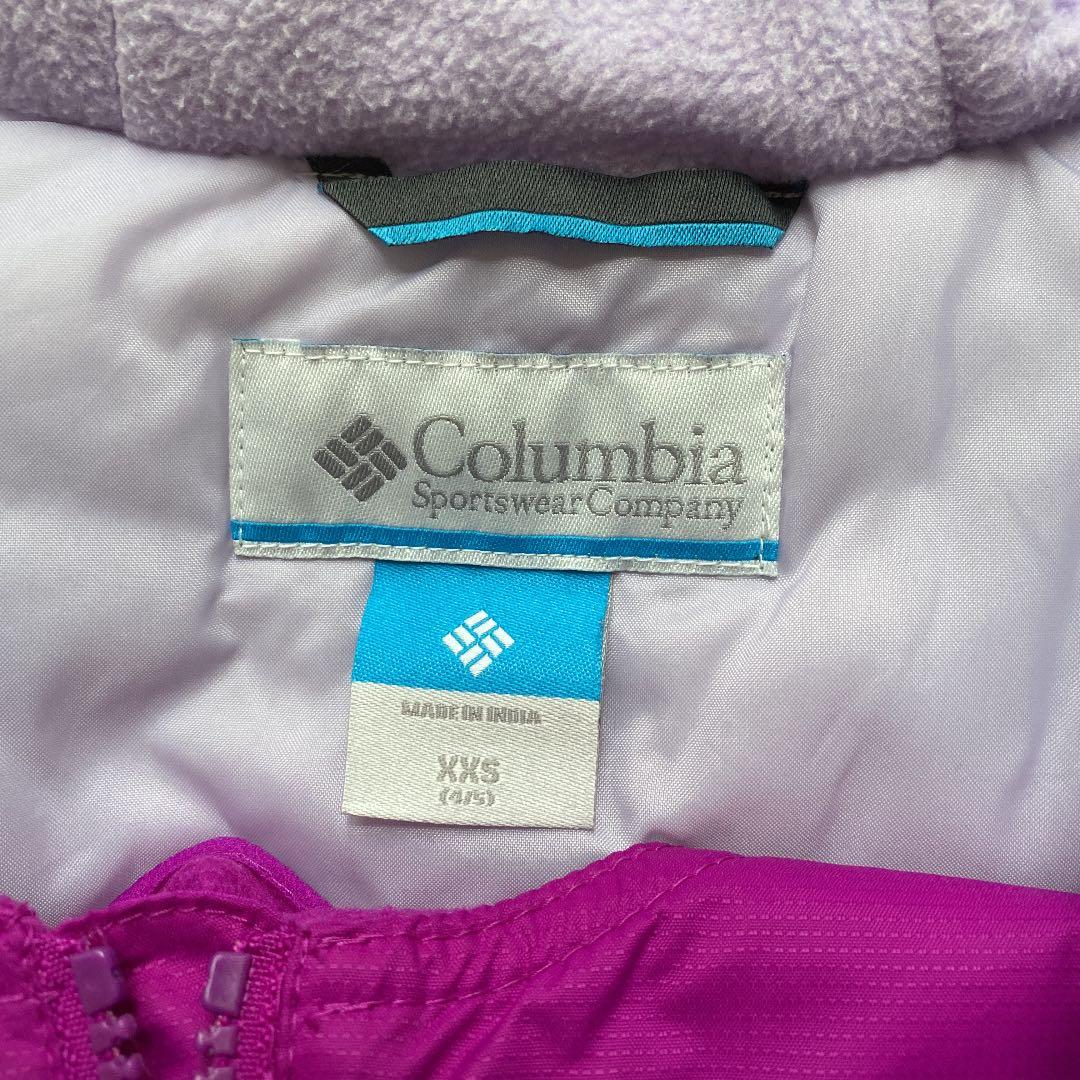 Columbia
Sportswear Company
MADE IN INDIA
XXS
(4/5)